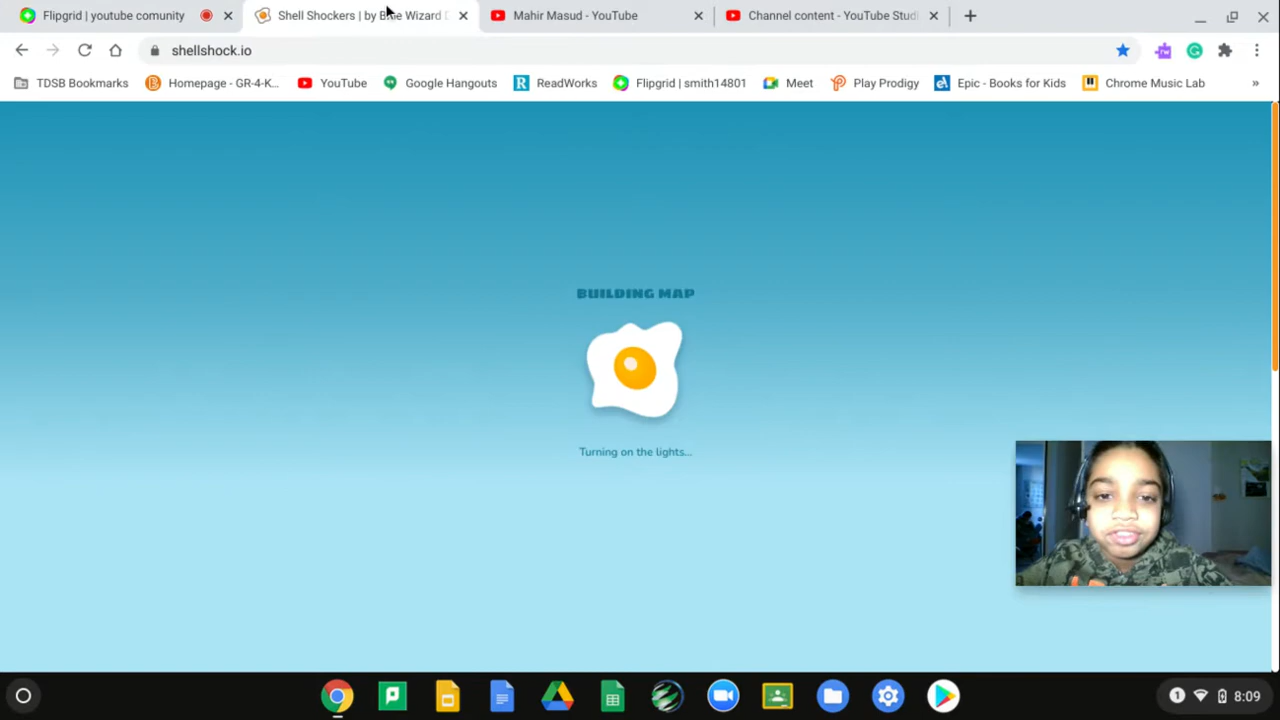 Flipgrid | youtube comunity
Shell Shockers | by Blue Wizard D
Mahir Masud - YouTube
Channel content - YouTube Studi
shellshock.io
TDSB Bookmarks
Homepage - GR-4-K...
YouTube
Google Hangouts
ReadWorks
Flipgrid | smith14801
Meet
Play Prodigy
Epic - Books for Kids
Chrome Music Lab
»
BUILDING MAP
Turning on the lights...
1
8:09